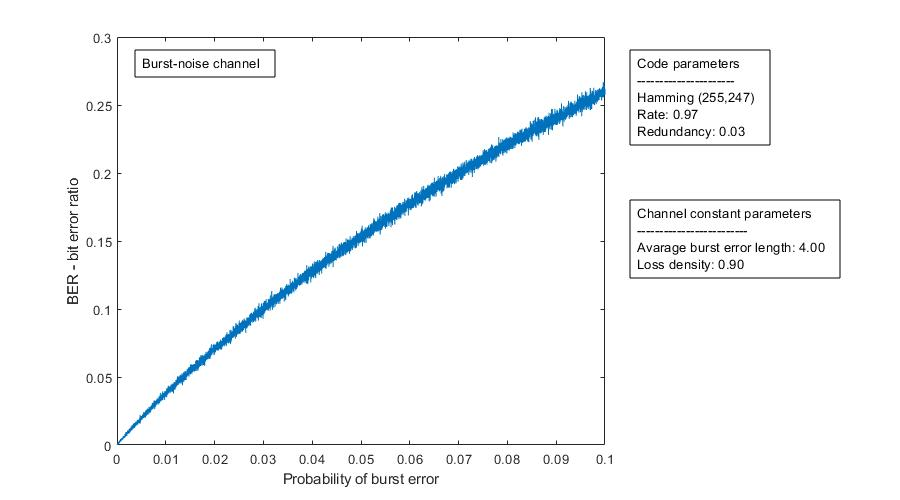 Burst-noise channel
0.3
0.25
0.2
0.15
0.1
0.05
0
BER - bit error ratio
0 0.01 0.02 0.03 0.04 0.05 0.06 0.07 0.08 0.09 0.1
Probability of burst error
Code parameters
----------------------
Hamming (255,247)
Rate: 0.97
Redundancy: 0.03
Channel constant parameters
-------------------------
Avarage burst error length: 4.00
Loss density: 0.90